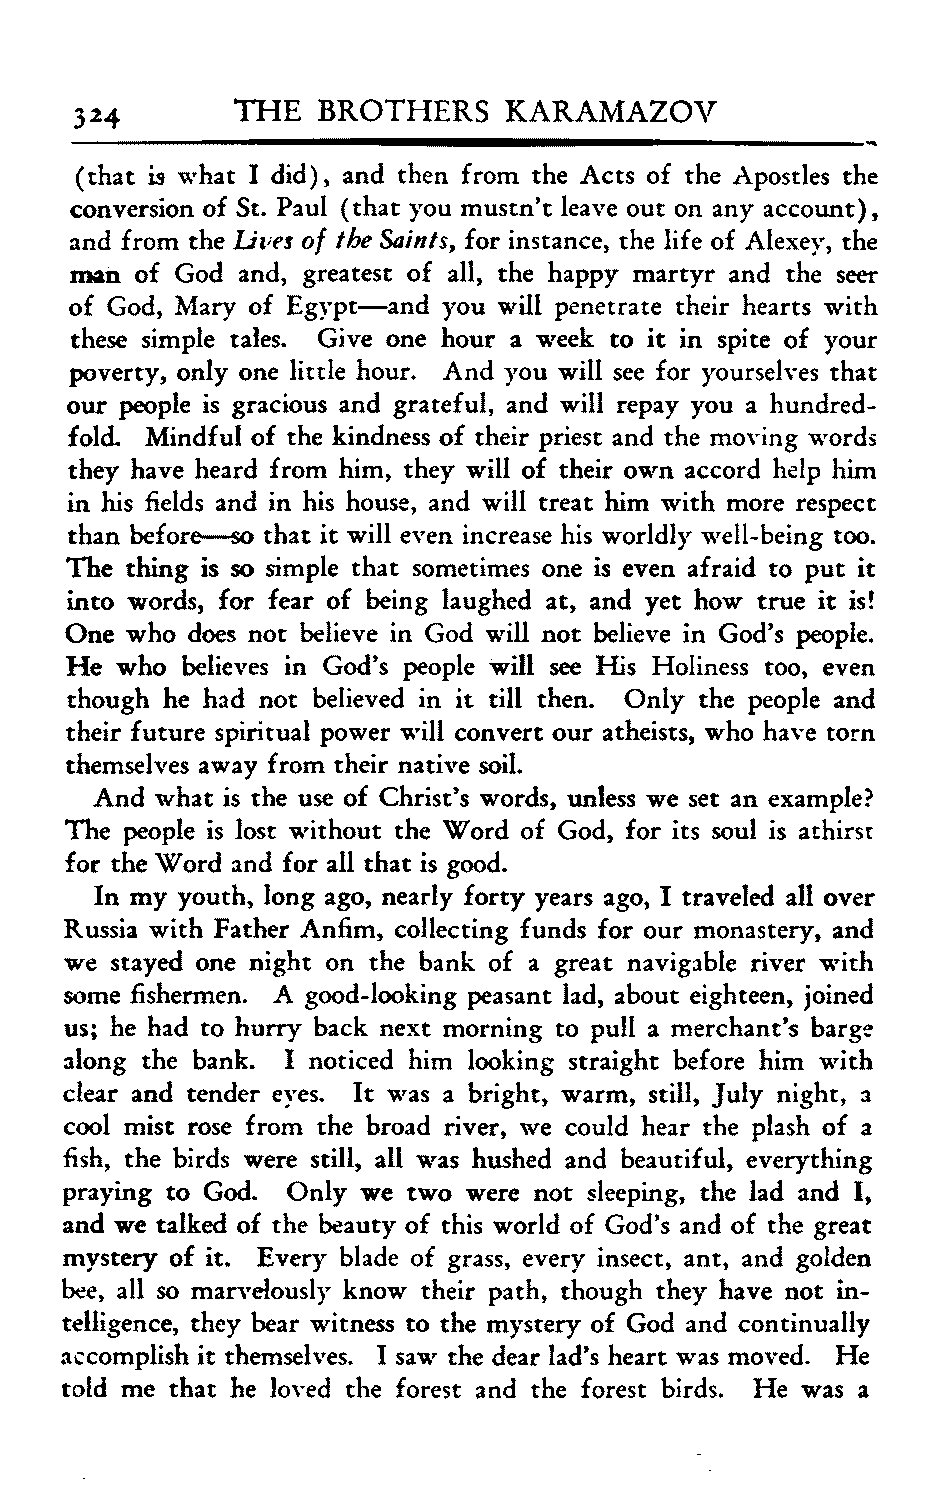 324 THE BROTHERS KARAMAZOV
(that is what I did), and then from the Acts of the Apostles the
conversion of St. Paul (that you mustn't leave out on any account),
and from the Lives of the Saints, for instance, the life of Alexey, the
man of God and, greatest of all, the happy martyr and the seer
of God, Mary of Egypt—and you will penetrate their hearts with
these simple tales. Give one hour a week to it in spite of your
poverty, only one little hour. And you will see for yourselves that
our people is gracious and grateful, and will repay you a hundred-
fold. Mindful of the kindness of their priest and the moving words
they have heard from him, they will of their own accord help him
in his fields and in his house, and will treat him with more respect
than before—so that it will even increase his worldly well-being too.
The thing is so simple that sometimes one is even afraid to put it
into words, for fear of being laughed at, and yet how true it is!
One who does not believe in God will not believe in God's people.
He who believes in God's people will see His Holiness too, even
though he had not believed in it till then. Only the people and
their future spiritual power will convert our atheists, who have torn
themselves away from their native soil.
And what is the use of Christ's words, unless we set an example?
The people is lost without the Word of God, for its soul is athirst
for the Word and for all that is good.
In my youth, long ago, nearly forty years ago, I traveled all over
Russia with Father Anfim, collecting funds for our monastery, and
we stayed one night on the bank of a great navigable river with
some fishermen. A good-looking peasant lad, about eighteen, joined
us; he had to hurry back next morning to pull a merchant's barge
along the bank. I noticed him looking straight before him with
clear and tender eyes. It was a bright, warm, still, July night, a
cool mist rose from the broad river, we could hear the plash of a
fish, the birds were still, all was hushed and beautiful, everything
praying to God. Only we two were not sleeping, the lad and I,
and we talked of the beauty of this world of God's and of the great
mystery of it. Every blade of grass, every insect, ant, and golden
bee, all so marvelously know their path, though they have not in-
telligence, they bear witness to the mystery of God and continually
accomplish it themselves. I saw the dear lad's heart was moved. He
told me that he loved the forest and the forest birds. He was a